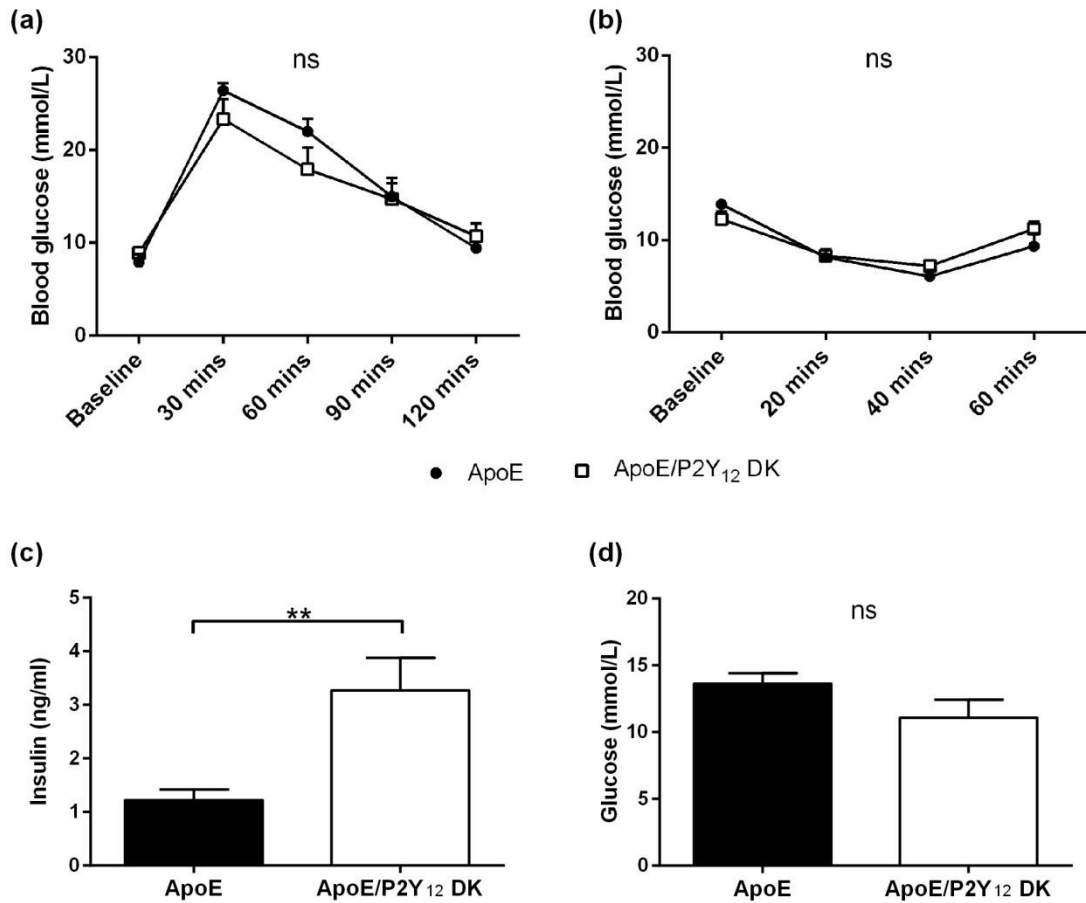 (a)
ns
Blood glucose (mmol/L)
30
20
10
0
Baseline
30 mins
60 mins
90 mins
120 mins
(b)
ns
Blood glucose (mmol/L)
30
20
10
0
Baseline
20 mins
40 mins
60 mins
ApoE
ApoE/P2Y₁₂ DK
(c)
**
Insulin (ng/ml)
5
4
3
2
1
0
ApoE
ApoE/P2Y₁₂ DK
(d)
ns
Glucose (mmol/L)
20
15
10
5
0
ApoE
ApoE/P2Y₁₂ DK